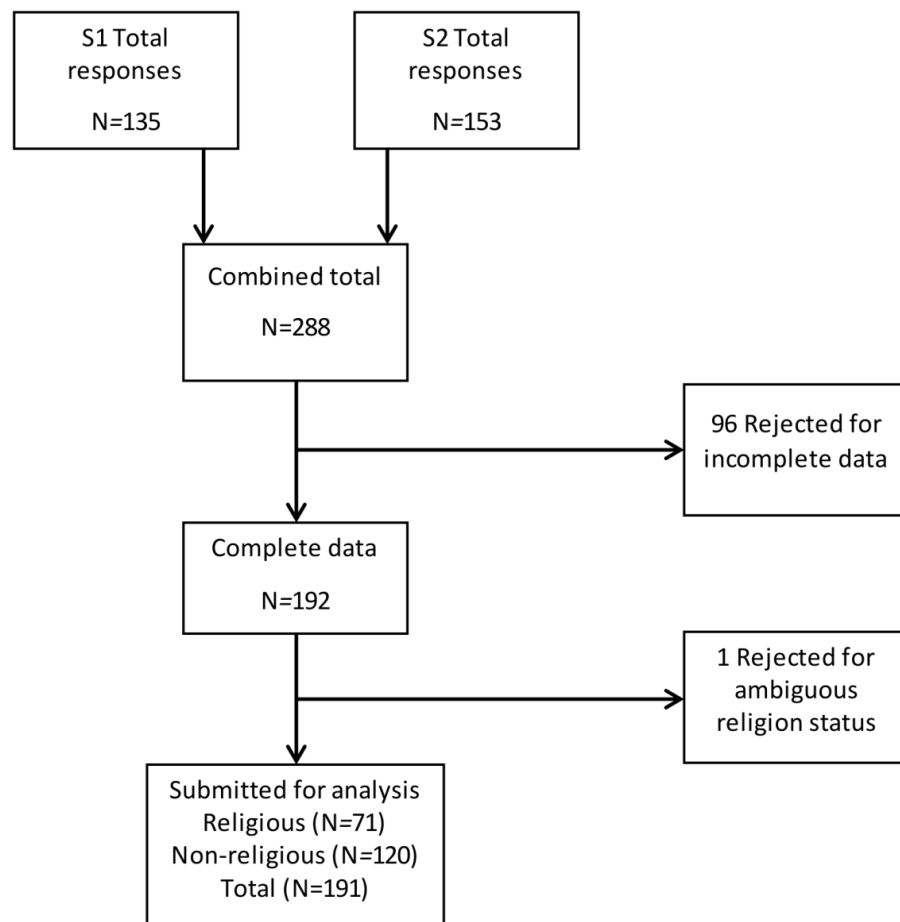 S1 Total
responses
N=135
S2 Total
responses
N=153
Combined total
N=288
96 Rejected for
incomplete data
Complete data
N=192
1 Rejected for
ambiguous
religion status
Submitted for analysis
Religious (N=71)
Non-religious (N=120)
Total (N=191)